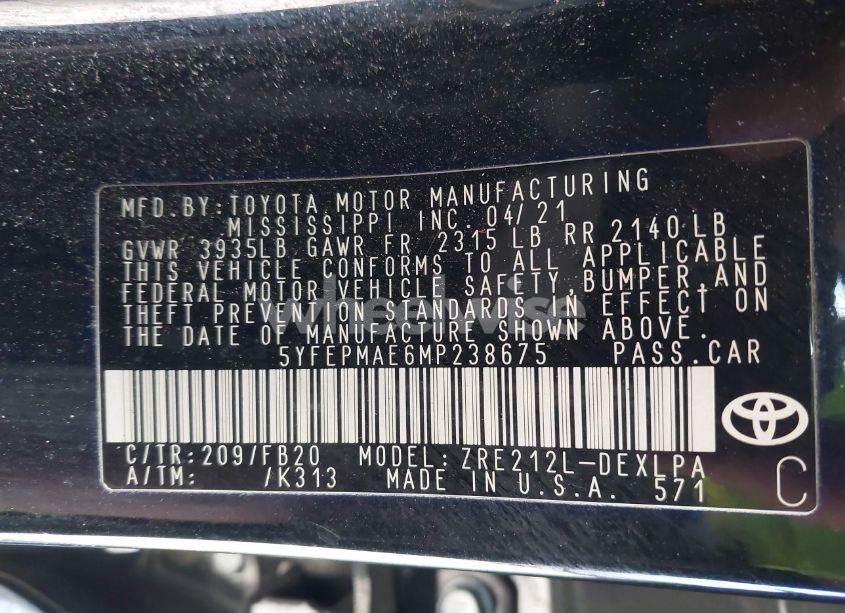 MFD. BY: TOYOTA MOTOR MANUFACTURING
MISSISSIPPI INC. 04/21
GVWR 3935LB GAWR FR 2315 LB RR 2140 LB
THIS VEHICLE CONFORMS TO ALL APPLICABLE
FEDERAL MOTOR VEHICLE SAFETY, BUMPER, AND
THEFT PREVENTION STANDARDS IN EFFECT ON
THE DATE OF MANUFACTURE SHOWN ABOVE.
5YFEPMAE6MP238675 PASS. CAR
C/TR: 209/FB20 MODEL: ZRE212L-DEXLPA
A/TM: /K313 MADE IN U.S.A. 571
C
wheelwise